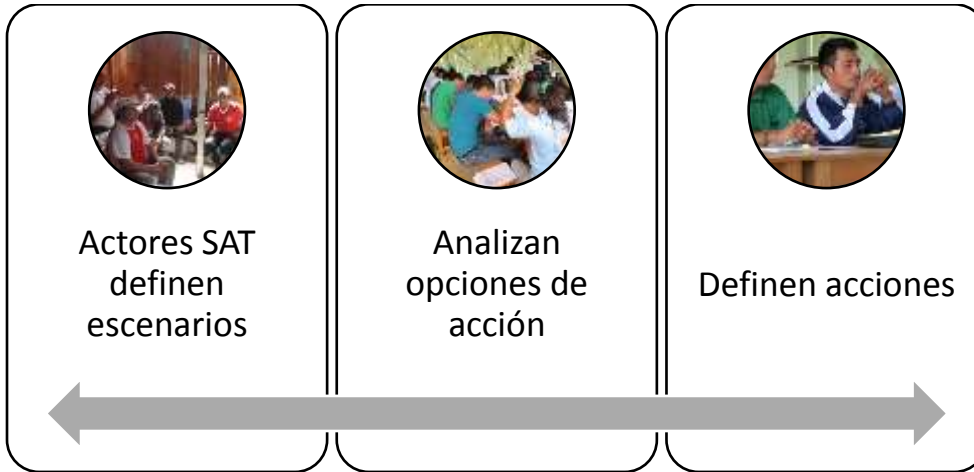 Actores SAT
definen
escenarios
Analizan
opciones de
acción
Definen acciones